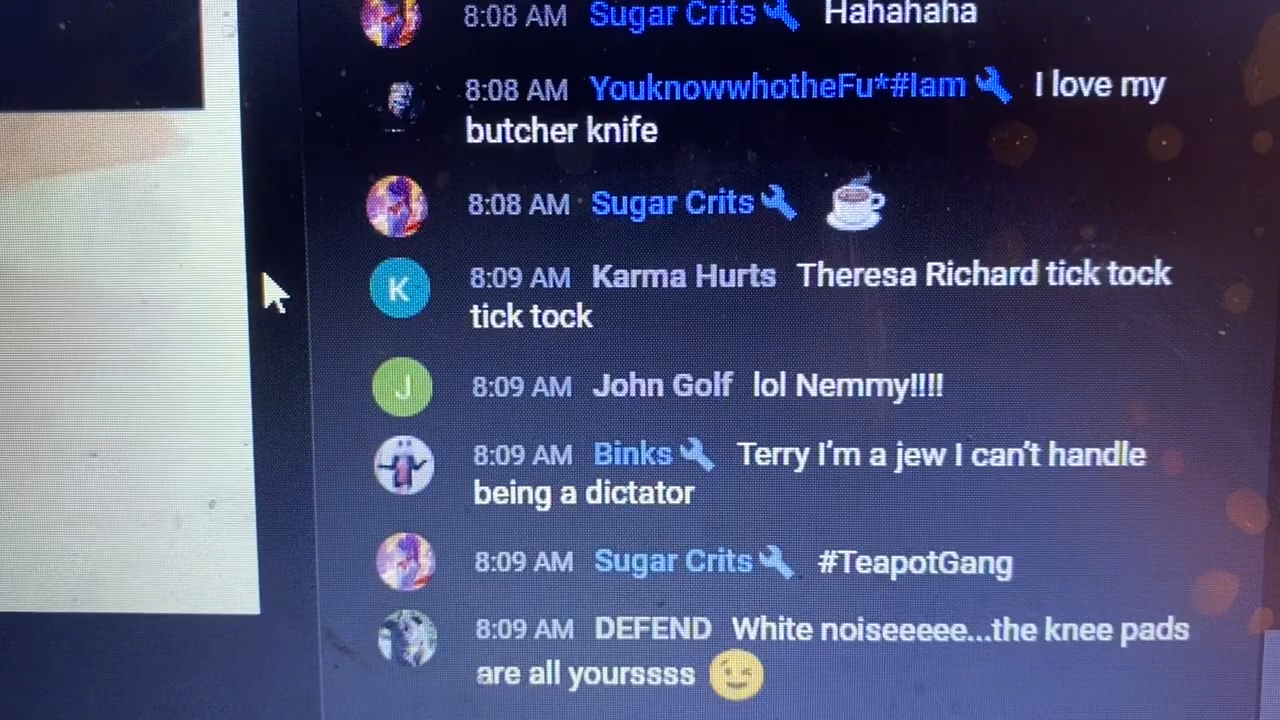 8:08 AM Sugar Crits Hahahaha
8:08 AM YouknowwhotheFu*#Iam I love my
butcher knife
8:08 AM Sugar Crits ☕
K 8:09 AM Karma Hurts Theresa Richard tick tock
tick tock
J 8:09 AM John Golf lol Nemmy!!!!
8:09 AM Binks Terry I'm a jew I can't handle
being a dictator
8:09 AM Sugar Crits #TeapotGang
8:09 AM DEFEND White noiseeeee...the knee pads
are all yourssss 😉